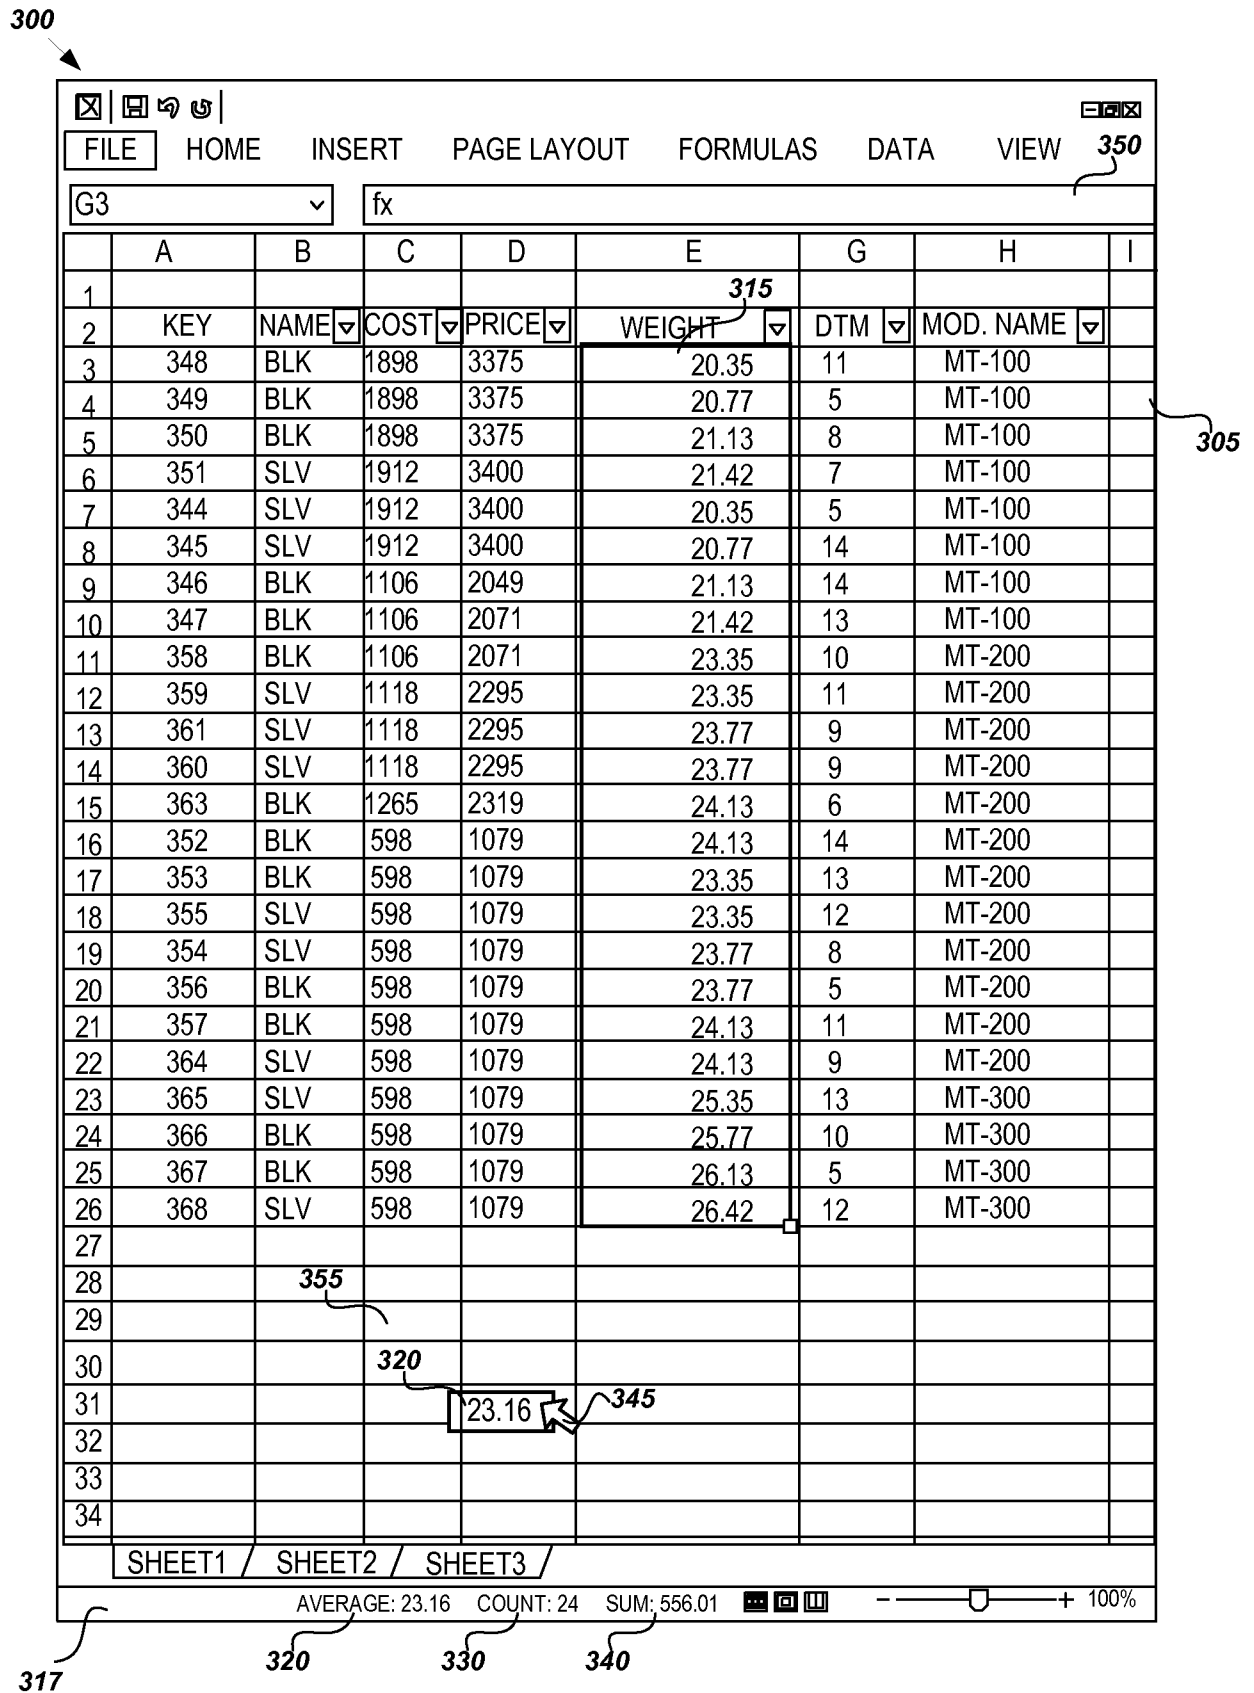 300
FILE HOME INSERT PAGE LAYOUT FORMULAS DATA VIEW 350
G3 fx
A B C D E G H I
1 315
2 KEY NAME COST PRICE WEIGHT DTM MOD. NAME
3 348 BLK 1898 3375 20.35 11 MT-100
4 349 BLK 1898 3375 20.77 5 MT-100
5 350 BLK 1898 3375 21.13 8 MT-100
305
6 351 SLV 1912 3400 21.42 7 MT-100
7 344 SLV 1912 3400 20.35 5 MT-100
8 345 SLV 1912 3400 20.77 14 MT-100
9 346 BLK 1106 2049 21.13 14 MT-100
10 347 BLK 1106 2071 21.42 13 MT-100
11 358 BLK 1106 2071 23.35 10 MT-200
12 359 SLV 1118 2295 23.35 11 MT-200
13 361 SLV 1118 2295 23.77 9 MT-200
14 360 SLV 1118 2295 23.77 9 MT-200
15 363 BLK 1265 2319 24.13 6 MT-200
16 352 BLK 598 1079 24.13 14 MT-200
17 353 BLK 598 1079 23.35 13 MT-200
18 355 SLV 598 1079 23.35 12 MT-200
19 354 SLV 598 1079 23.77 8 MT-200
20 356 BLK 598 1079 23.77 5 MT-200
21 357 BLK 598 1079 24.13 11 MT-200
22 364 SLV 598 1079 24.13 9 MT-200
23 365 SLV 598 1079 25.35 13 MT-300
24 366 BLK 598 1079 25.77 10 MT-300
25 367 BLK 598 1079 26.13 5 MT-300
26 368 SLV 598 1079 26.42 12 MT-300
27
28 355
29
30 320
31 23.16 345
32
33
34
SHEET1 SHEET2 SHEET3
AVERAGE: 23.16 COUNT: 24 SUM: 556.01 100%
317 320 330 340